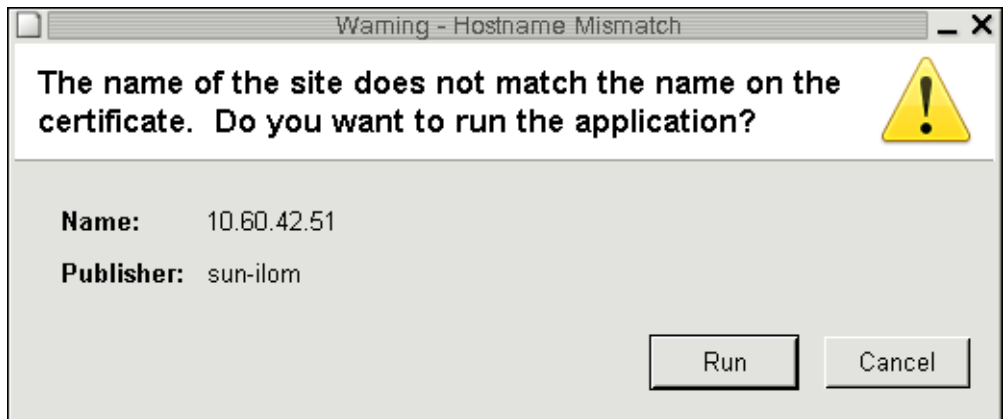 Warning - Hostname Mismatch
The name of the site does not match the name on the
certificate. Do you want to run the application?
Name: 10.60.42.51
Publisher: sun-ilom
Run Cancel